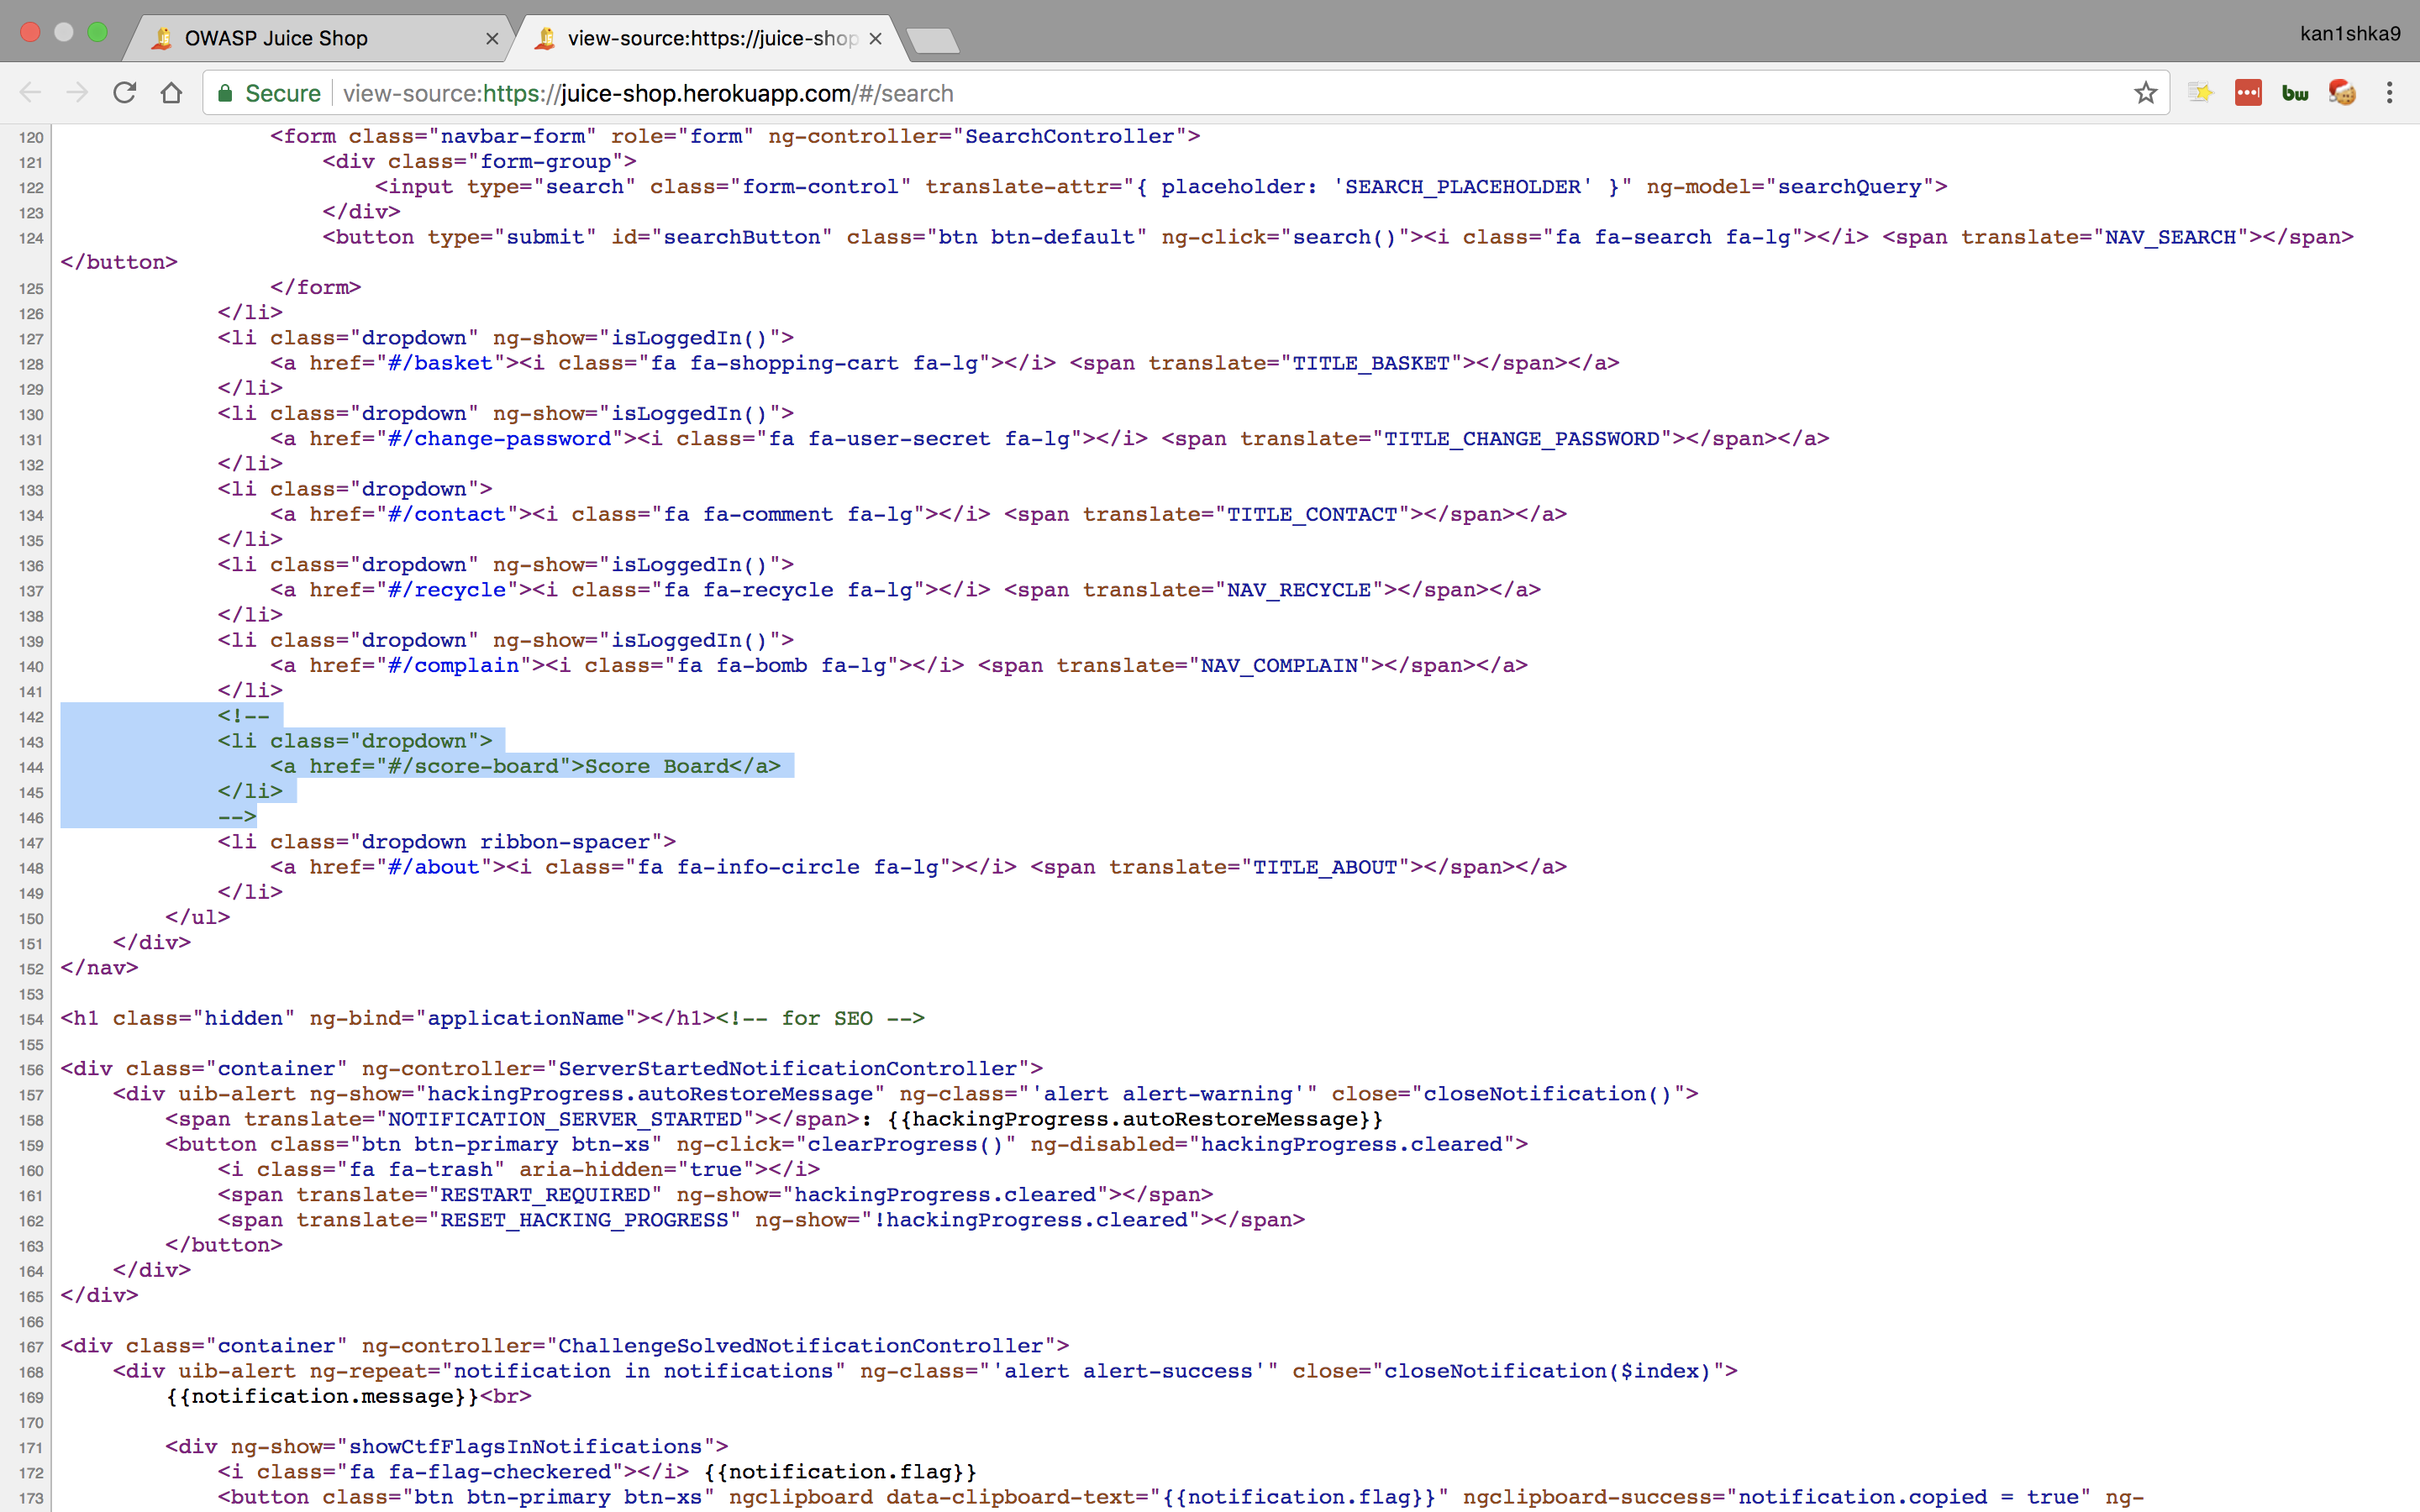 OWASP Juice Shop
view-source:https://juice-shop
kan1shka9
Secure
view-source:https://juice-shop.herokuapp.com/#/search
bw
120 <form class="navbar-form" role="form" ng-controller="SearchController">
121 <div class="form-group">
122 <input type="search" class="form-control" translate-attr="{ placeholder: 'SEARCH_PLACEHOLDER' }" ng-model="searchQuery">
123 </div>
124 <button type="submit" id="searchButton" class="btn btn-default" ng-click="search()"><i class="fa fa-search fa-lg"></i> <span translate="NAV_SEARCH"></span>
</button>
125 </form>
126 </li>
127 <li class="dropdown" ng-show="isLoggedIn()">
128 <a href="#/basket"><i class="fa fa-shopping-cart fa-lg"></i> <span translate="TITLE_BASKET"></span></a>
129 </li>
130 <li class="dropdown" ng-show="isLoggedIn()">
131 <a href="#/change-password"><i class="fa fa-user-secret fa-lg"></i> <span translate="TITLE_CHANGE_PASSWORD"></span></a>
132 </li>
133 <li class="dropdown">
134 <a href="#/contact"><i class="fa fa-comment fa-lg"></i> <span translate="TITLE_CONTACT"></span></a>
135 </li>
136 <li class="dropdown" ng-show="isLoggedIn()">
137 <a href="#/recycle"><i class="fa fa-recycle fa-lg"></i> <span translate="NAV_RECYCLE"></span></a>
138 </li>
139 <li class="dropdown" ng-show="isLoggedIn()">
140 <a href="#/complain"><i class="fa fa-bomb fa-lg"></i> <span translate="NAV_COMPLAIN"></span></a>
141 </li>
142 <!--
143 <li class="dropdown">
144 <a href="#/score-board">Score Board</a>
145 </li>
146 -->
147 <li class="dropdown ribbon-spacer">
148 <a href="#/about"><i class="fa fa-info-circle fa-lg"></i> <span translate="TITLE_ABOUT"></span></a>
149 </li>
150 </ul>
151 </div>
152 </nav>
153
154 <h1 class="hidden" ng-bind="applicationName"></h1><!-- for SEO -->
155
156 <div class="container" ng-controller="ServerStartedNotificationController">
157 <div uib-alert ng-show="hackingProgress.autoRestoreMessage" ng-class="'alert alert-warning'" close="closeNotification()">
158 <span translate="NOTIFICATION_SERVER_STARTED"></span>: {{hackingProgress.autoRestoreMessage}}
159 <button class="btn btn-primary btn-xs" ng-click="clearProgress()" ng-disabled="hackingProgress.cleared">
160 <i class="fa fa-trash" aria-hidden="true"></i>
161 <span translate="RESTART_REQUIRED" ng-show="hackingProgress.cleared"></span>
162 <span translate="RESET_HACKING_PROGRESS" ng-show="!hackingProgress.cleared"></span>
163 </button>
164 </div>
165 </div>
166
167 <div class="container" ng-controller="ChallengeSolvedNotificationController">
168 <div uib-alert ng-repeat="notification in notifications" ng-class="'alert alert-success'" close="closeNotification($index)">
169 {{notification.message}}<br>
170
171 <div ng-show="showCtfFlagsInNotifications">
172 <i class="fa fa-flag-checkered"></i> {{notification.flag}}
173 <button class="btn btn-primary btn-xs" ngclipboard data-clipboard-text="{{notification.flag}}" ngclipboard-success="notification.copied = true" ng-